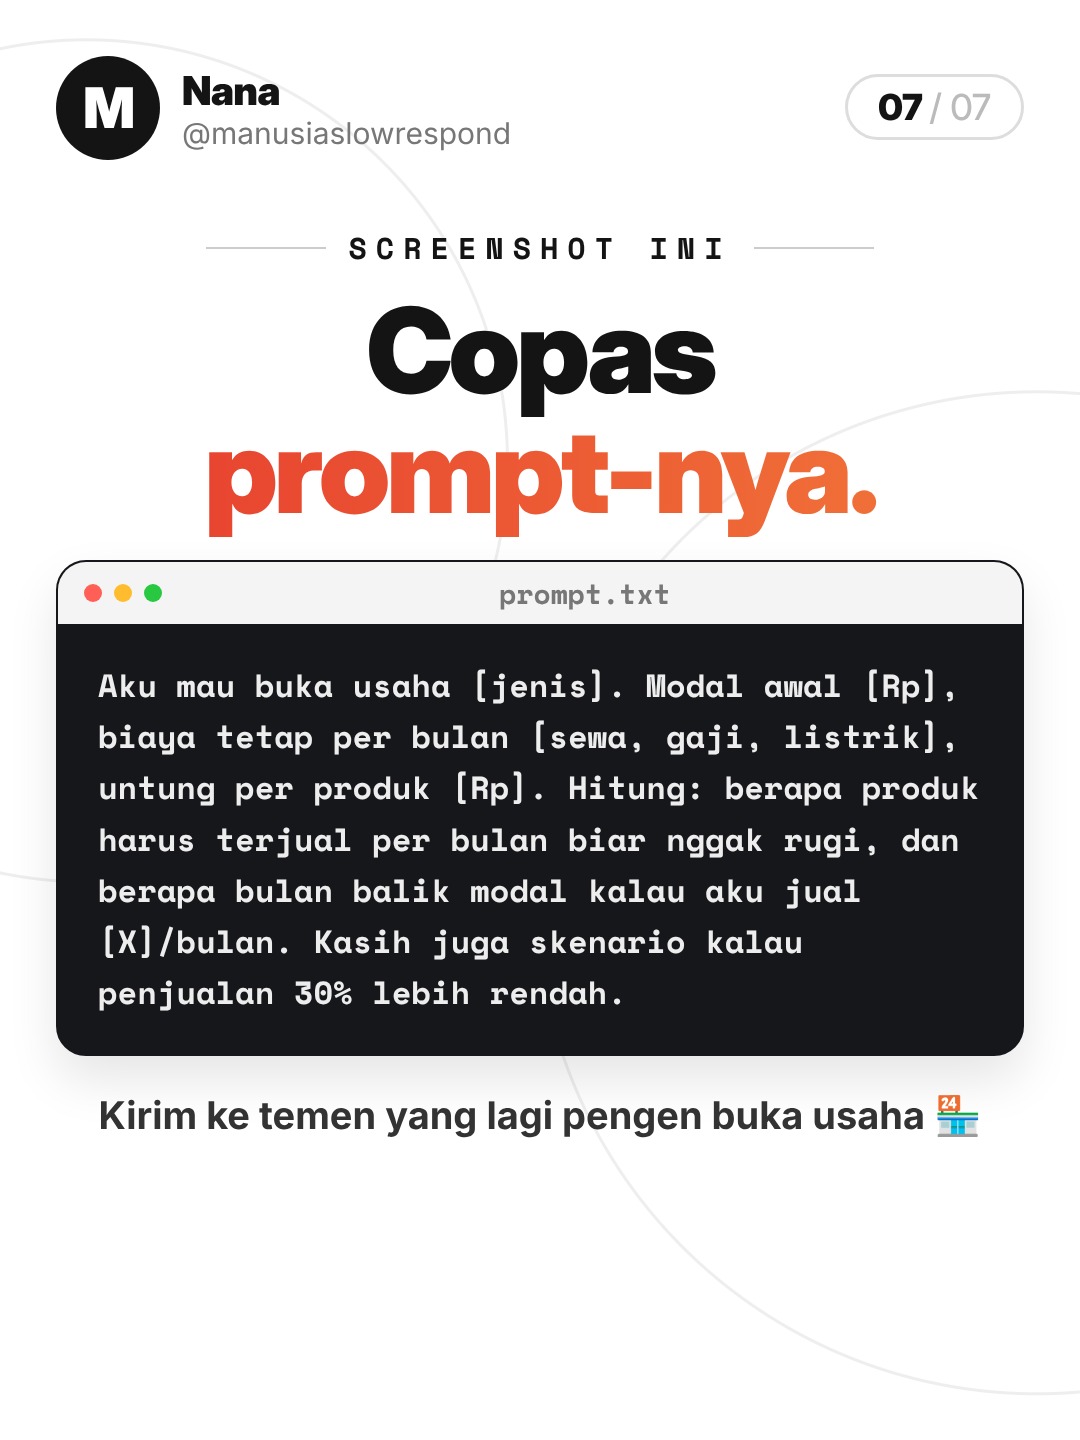 M
Nana
@manusiaslowrespond
07 / 07
SCREENSHOT INI
Copas
prompt-nya.
prompt.txt
Aku mau buka usaha [jenis]. Modal awal [Rp],
biaya tetap per bulan [sewa, gaji, listrik],
untung per produk [Rp]. Hitung: berapa produk
harus terjual per bulan biar nggak rugi, dan
berapa bulan balik modal kalau aku jual
[X]/bulan. Kasih juga skenario kalau
penjualan 30% lebih rendah.
Kirim ke temen yang lagi pengen buka usaha 🏪